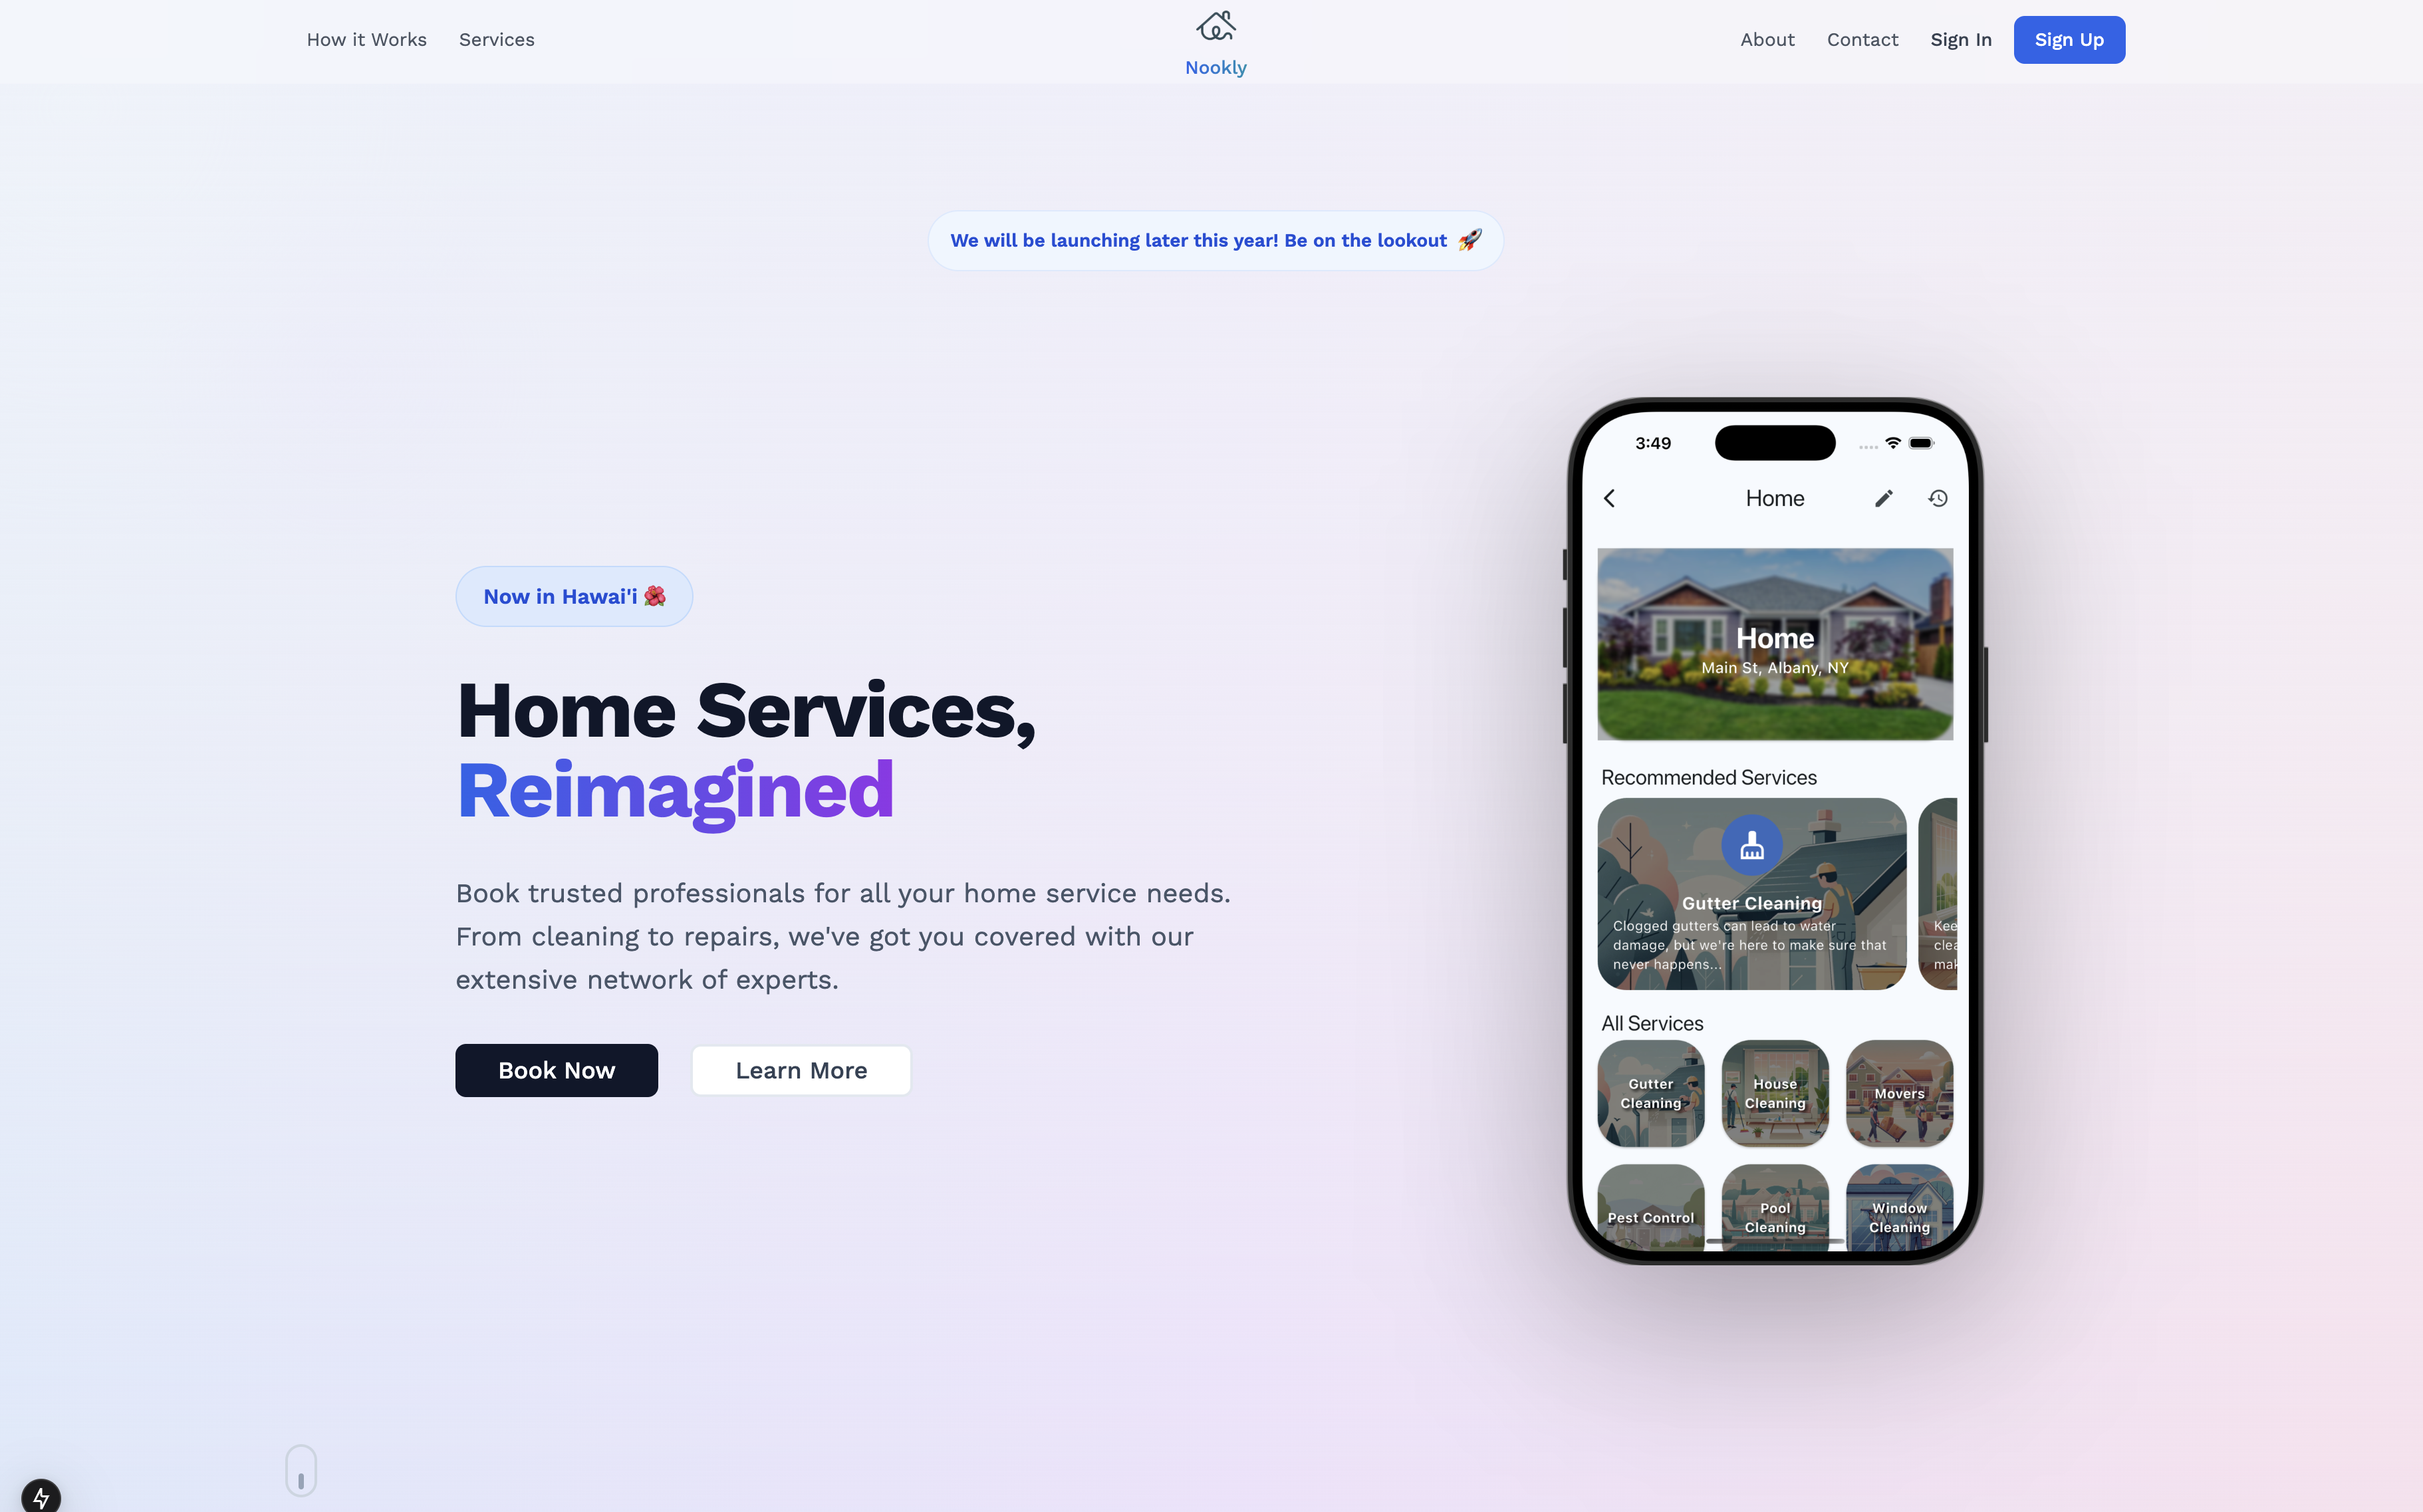 How it Works
Services
Nookly
About
Contact
Sign In
Sign Up
We will be launching later this year! Be on the lookout 🚀
Now in Hawai'i 🌺
Home Services,
Reimagined
Book trusted professionals for all your home service needs.
From cleaning to repairs, we've got you covered with our
extensive network of experts.
Book Now
Learn More
3:49
Home
Home
Main St, Albany, NY
Recommended Services
Gutter Cleaning
Clogged gutters can lead to water
damage, but we're here to make sure that
never happens...
All Services
Gutter
Cleaning
House
Cleaning
Movers
Pest Control
Pool
Cleaning
Window
Cleaning